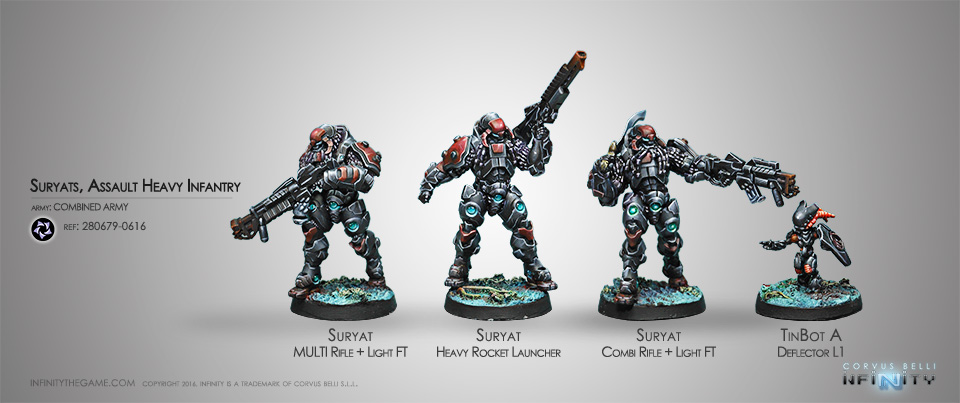 Suryats, Assault Heavy Infantry
army: COMBINED ARMY
ref: 280679-0616
Suryat
MULTI Rifle + Light FT
Suryat
Heavy Rocket Launcher
Suryat
Combi Rifle + Light FT
TinBot A
Deflector L1
INFINITYTHEGAME.COM COPYRIGHT 2016, INFINITY IS A TRADEMARK OF CORVUS BELLI S.L.L.
CORVUS BELLI
INFINITY